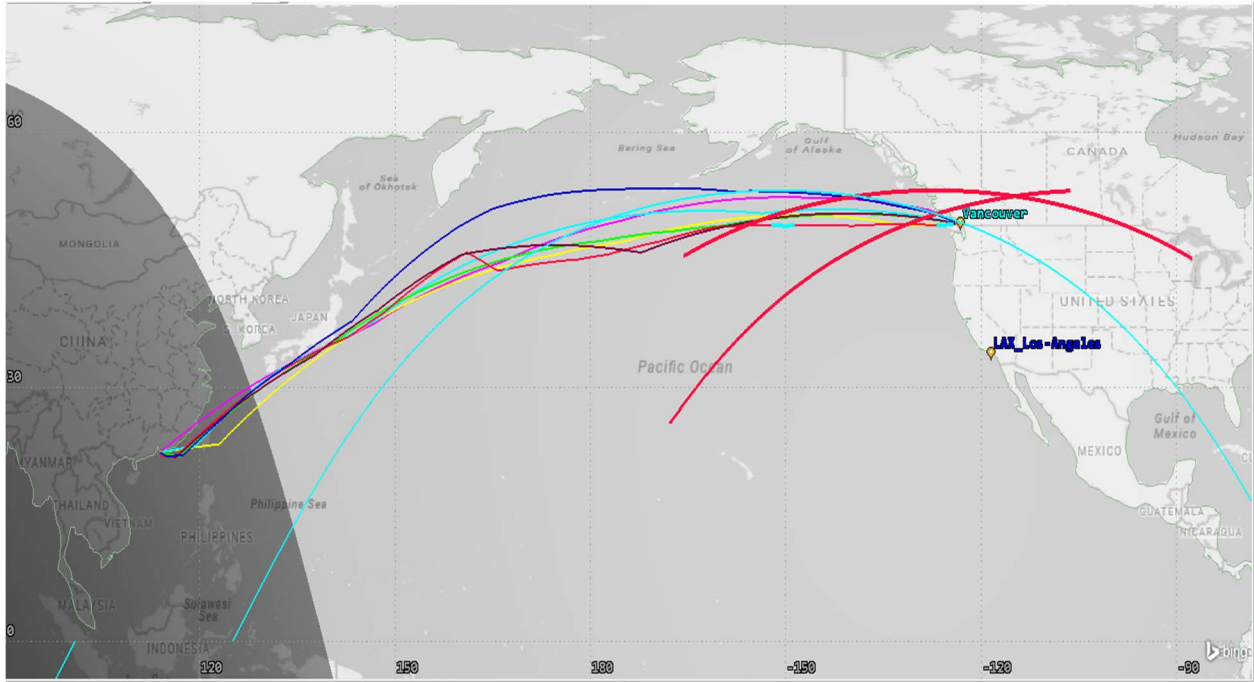 60
Hudson Bay
Gulf
of Alaska
Bering Sea
CANADA
Sea
of Okhotsk
Vancouver
MONGOLIA
NORTH KOREA
UNITED STATES
JAPAN
S. KOREA
CHINA
LAX_Los-Angales
Pacific Ocean
30
Gulf of
Mexico
MEXICO
MYANMAR
THAILAND
Philippine Sea
GUATEMALA
VIETNAM
NICARAGUA
PHILIPPINES
MALAYSIA
Sulawesi
Sea
0
INDONESIA
bing
120
150
180
-150
-120
-90